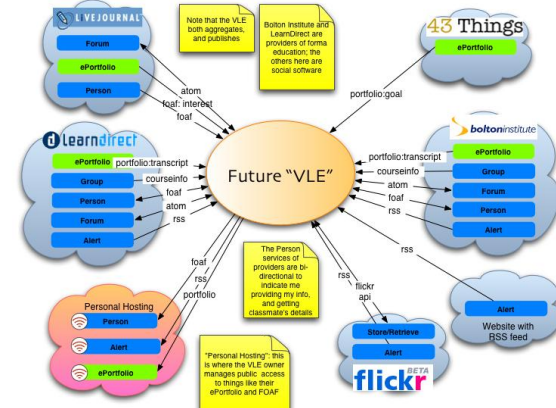 LIVEJOURNAL
Forum
ePortfolio
Person
atom
foaf: interest
foaf
Note that the VLE
both aggregates,
and publishes
Bolton Institute and
LearnDirect are
providers of forma
education; the
others here are
social software
43 Things
ePortfolio
portfolio:goal
learndirect
ePortfolio
Group
Person
Forum
Alert
portfolio:transcript
courseinfo
foaf
atom
rss
Future "VLE"
boltoninstitute
ePortfolio
Group
Forum
Person
Alert
portfolio:transcript
courseinfo
atom
foaf
rss
foaf
rss
portfolio
Personal Hosting
Person
Alert
ePortfolio
The Person
services of
providers are bi-
directional to
indicate me
providing my info,
and getting
classmate's details
"Personal Hosting": this
is where the VLE owner
manages public access
to things like their
ePortfolio and FOAF
rss
flickr
api
Store/Retrieve
Alert
flickr
BETA
rss
Alert
Website with
RSS feed